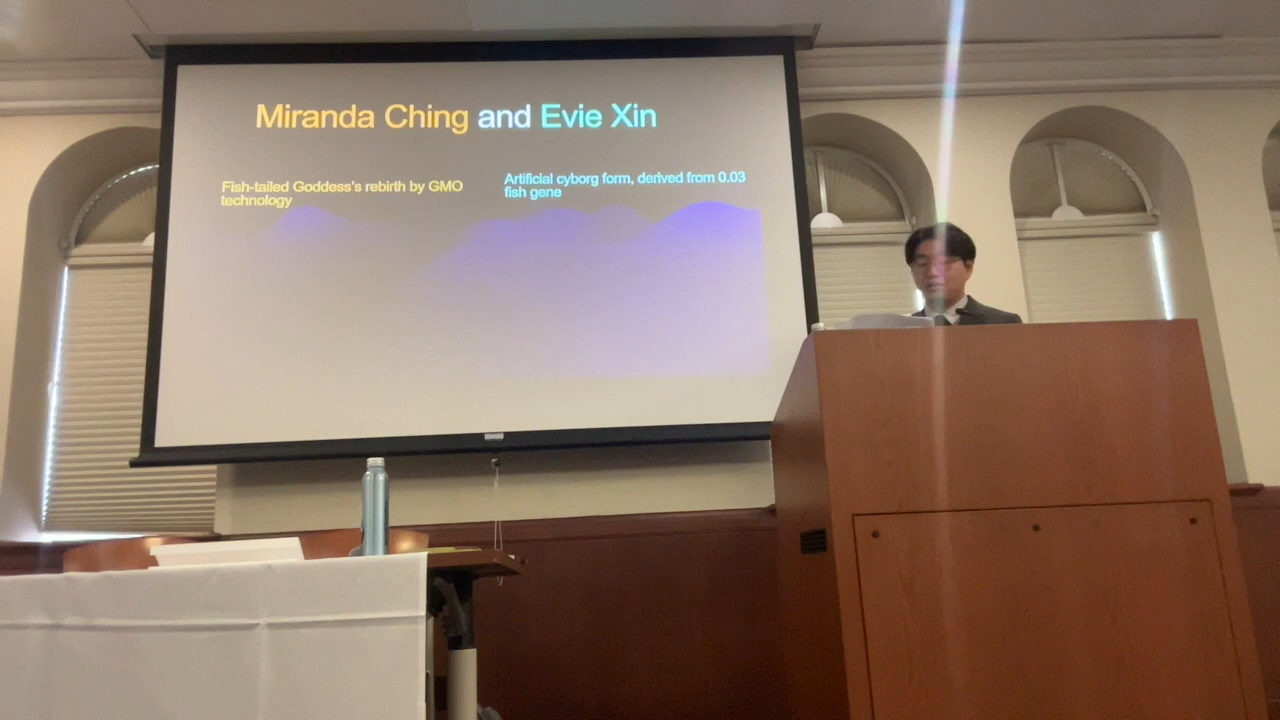 Miranda Ching and Evie Xin
Fish-tailed Goddess's rebirth by GMO
technology
Artificial cyborg form, derived from 0.03
fish gene